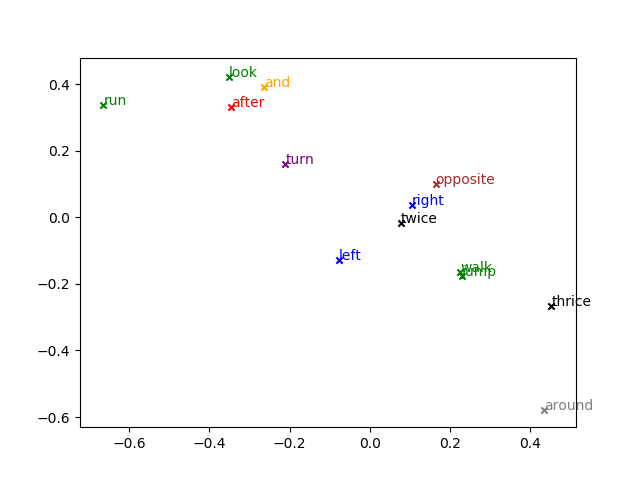 look
and
run
after
turn
opposite
right
twice
left
walk
jump
thrice
around
0.4
0.2
0.0
−0.2
−0.4
−0.6
−0.6
−0.4
−0.2
0.0
0.2
0.4